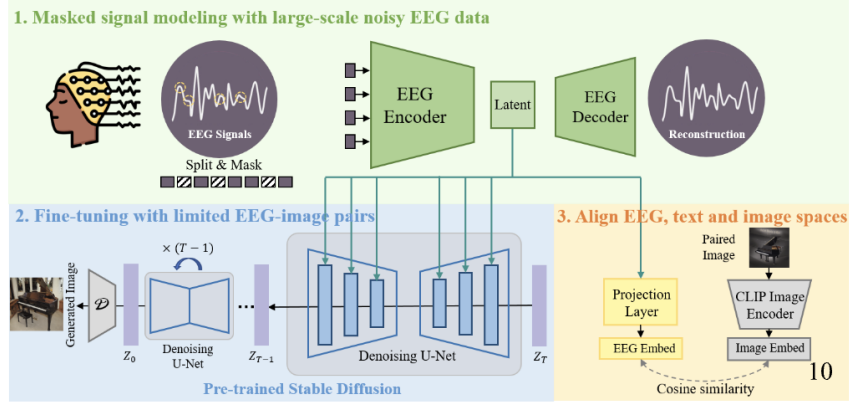 1. Masked signal modeling with large-scale noisy EEG data
EEG Signals
Split & Mask
EEG
Encoder
Latent
EEG
Decoder
Reconstruction
2. Fine-tuning with limited EEG-image pairs
× (T − 1)
Generated Image
𝒟
Z₀
Denoising
U-Net
...
Z_{T−1}
Denoising U-Net
Z_T
Pre-trained Stable Diffusion
3. Align EEG, text and image spaces
Paired
Image
Projection
Layer
CLIP Image
Encoder
EEG Embed
Image Embed
Cosine similarity
10